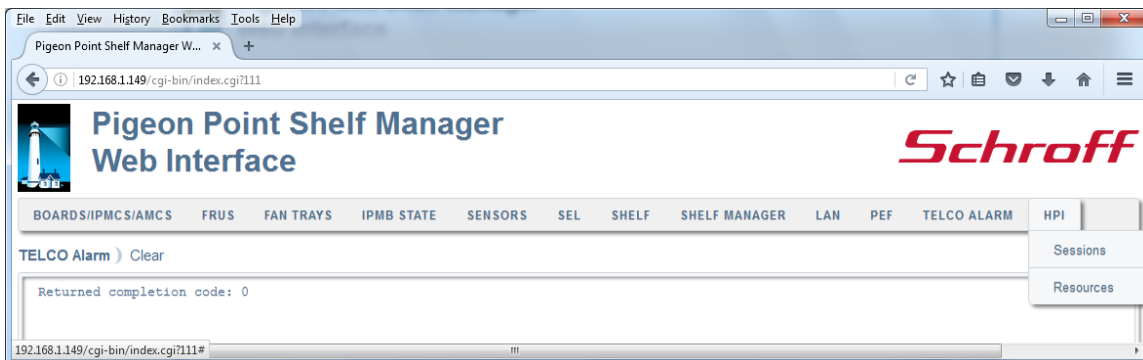 File Edit View History Bookmarks Tools Help
Pigeon Point Shelf Manager W... × +
192.168.1.149/cgi-bin/index.cgi?111
Pigeon Point Shelf Manager
Web Interface
Schroff
BOARDS/IPMCS/AMCS FRUS FAN TRAYS IPMB STATE SENSORS SEL SHELF SHELF MANAGER LAN PEF TELCO ALARM HPI
TELCO Alarm ) Clear
Sessions
Resources
Returned completion code: 0
192.168.1.149/cgi-bin/index.cgi?111#